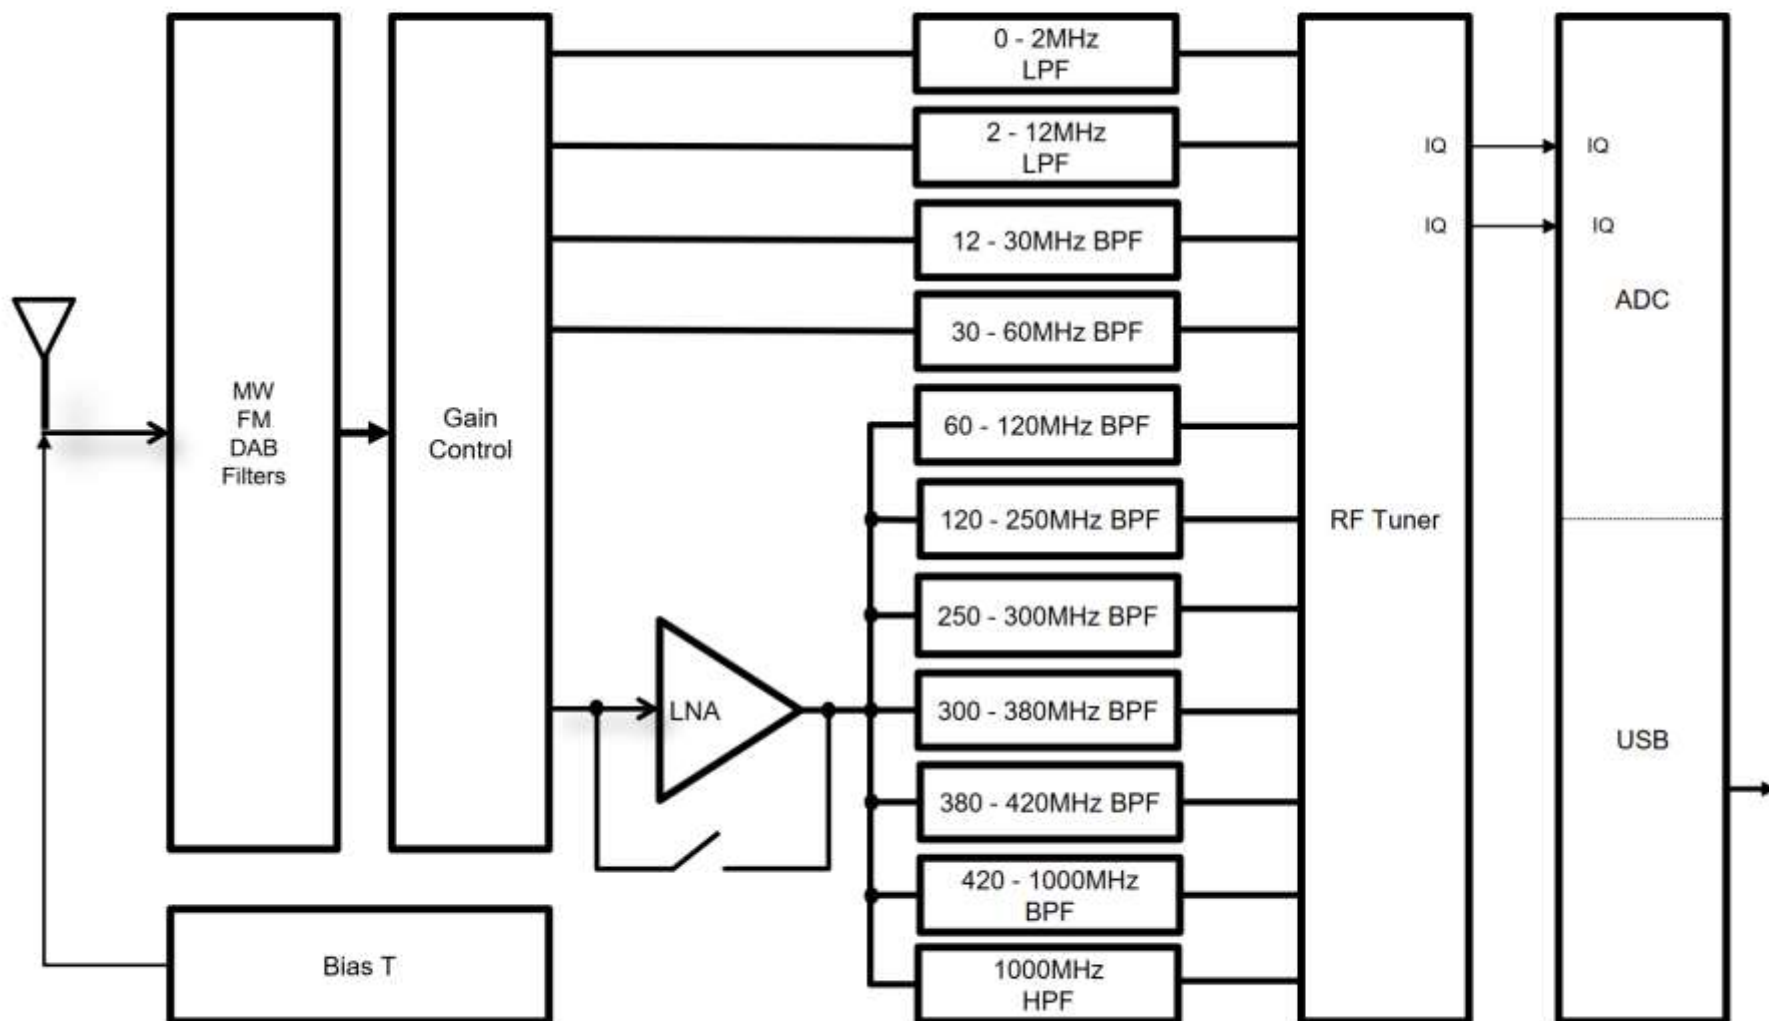 MW
FM
DAB
Filters
Gain
Control
Bias T
LNA
0 - 2MHz
LPF
2 - 12MHz
LPF
12 - 30MHz BPF
30 - 60MHz BPF
60 - 120MHz BPF
120 - 250MHz BPF
250 - 300MHz BPF
300 - 380MHz BPF
380 - 420MHz BPF
420 - 1000MHz
BPF
1000MHz
HPF
IQ
IQ
RF Tuner
IQ
IQ
ADC
USB